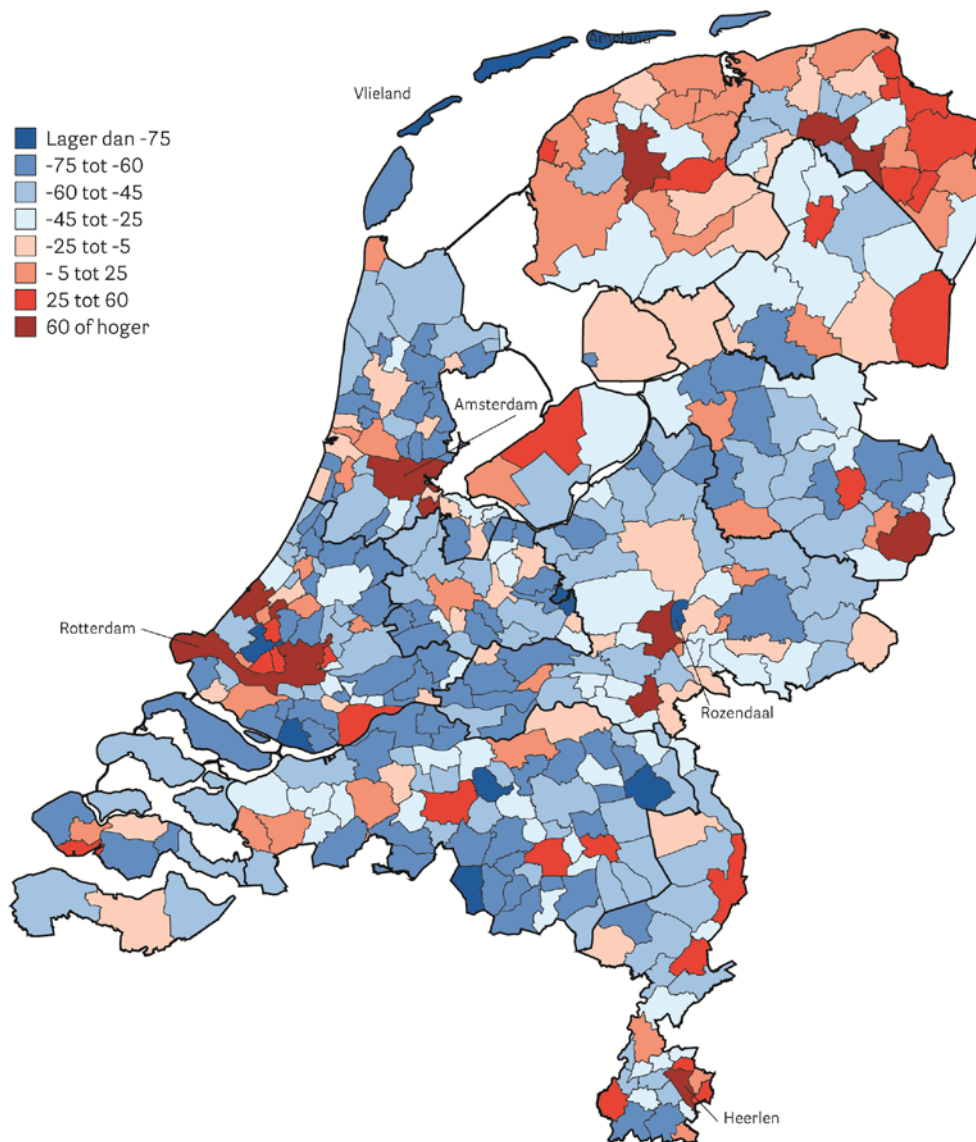 Ameland
Vlieland
Lager dan -75
-75 tot -60
-60 tot -45
-45 tot -25
-25 tot -5
- 5 tot 25
25 tot 60
60 of hoger
Amsterdam
Rotterdam
Rozendaal
Heerlen